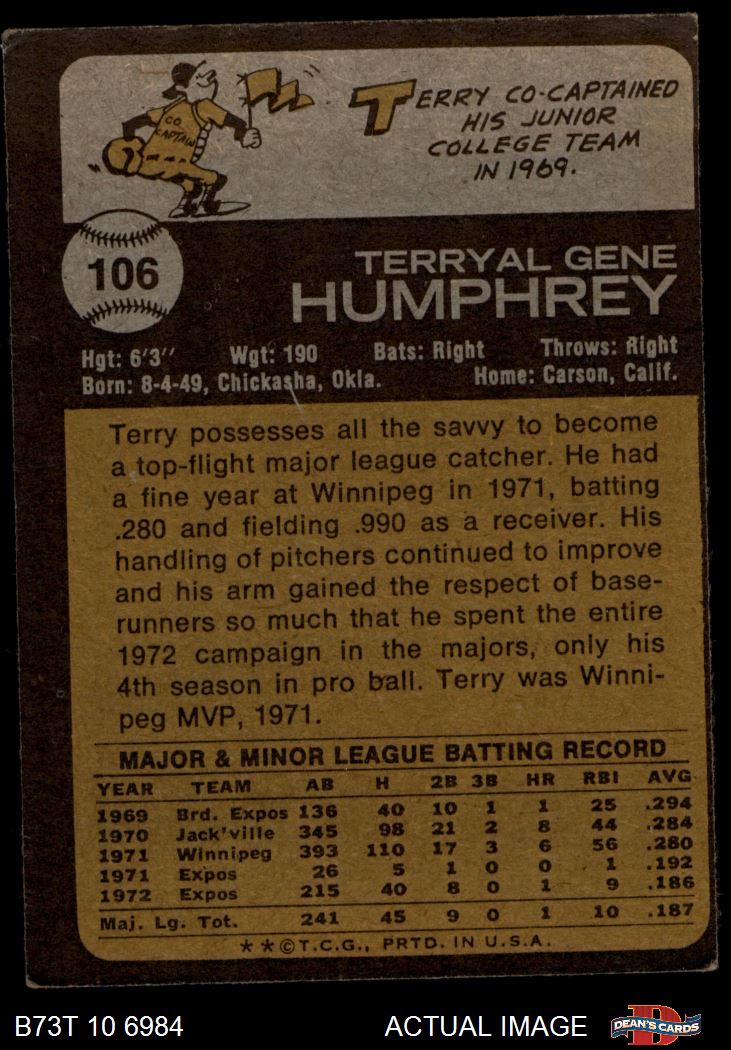 TERRY CO-CAPTAINED
HIS JUNIOR
COLLEGE TEAM
IN 1969.
CO.
CAPTAIN
106
TERRYAL GENE
HUMPHREY
Hgt: 6'3'' Wgt: 190 Bats: Right Throws: Right
Born: 8-4-49, Chickasha, Okla. Home: Carson, Calif.
Terry possesses all the savvy to become
a top-flight major league catcher. He had
a fine year at Winnipeg in 1971, batting
.280 and fielding .990 as a receiver. His
handling of pitchers continued to improve
and his arm gained the respect of base-
runners so much that he spent the entire
1972 campaign in the majors, only his
4th season in pro ball. Terry was Winni-
peg MVP, 1971.
MAJOR & MINOR LEAGUE BATTING RECORD
YEAR TEAM AB H 2B 3B HR RBI AVG
1969 Brd. Expos 136 40 10 1 1 25 .294
1970 Jack'ville 345 98 21 2 8 44 .284
1971 Winnipeg 393 110 17 3 6 56 .280
1971 Expos 26 5 1 0 0 1 .192
1972 Expos 215 40 8 0 1 9 .186
Maj. Lg. Tot. 241 45 9 0 1 10 .187
**©T.C.G., PRTD. IN U.S.A.
B73T 10 6984 ACTUAL IMAGE
D
DEAN'S CARDS